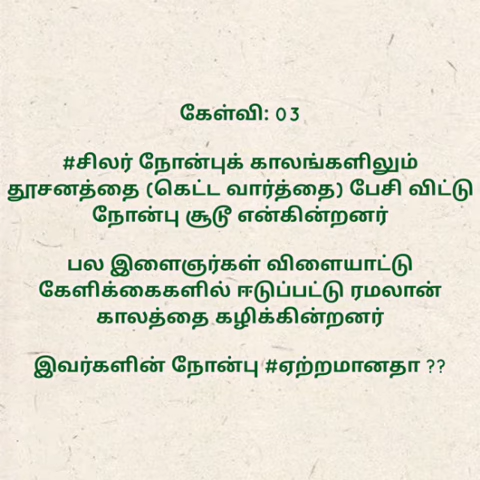 கேள்வி: 03
#சிலர் நோன்புக் காலங்களிலும்
தூசனத்தை (கெட்ட வார்த்தை) பேசி விட்டு
நோன்பு சூடூ என்கின்றனர்
பல இளைஞர்கள் விளையாட்டு
கேளிக்கைகளில் ஈடுப்பட்டு ரமலான்
காலத்தை கழிக்கின்றனர்
இவர்களின் நோன்பு #ஏற்றமானதா ??